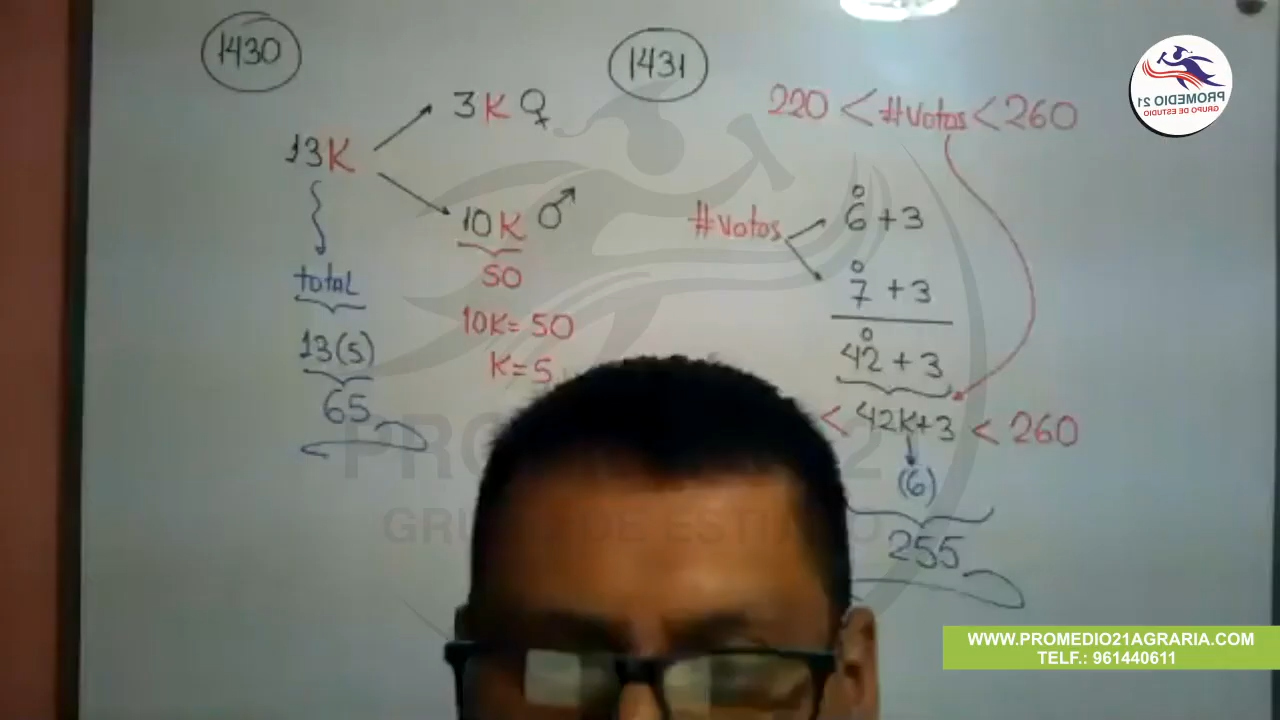 1430
13K
3K ♀
10K ♂
50
10K = 50
K = 5
total
13(5)
65
1431
220 < #Votos < 260
#Votos
6̊ + 3
7̊ + 3
42̊ + 3
< 42K+3 < 260
(6)
255
PROMEDIO 21
GRUPO DE ESTUDIO
WWW.PROMEDIO21AGRARIA.COM
TELF.: 961440611